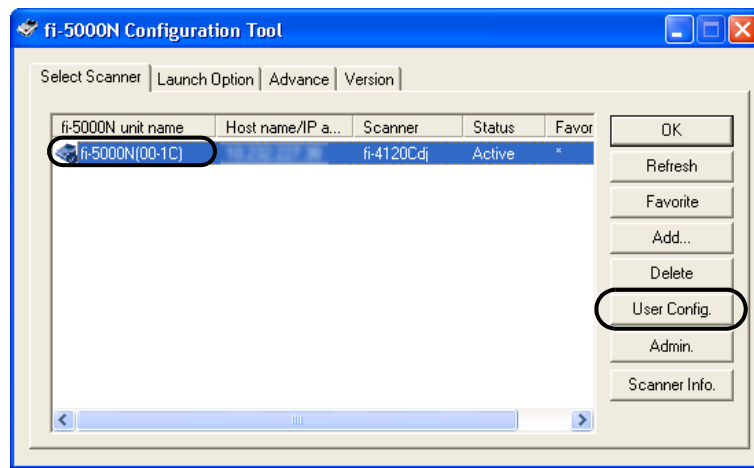 fi-5000N Configuration Tool
Select Scanner Launch Option Advance Version
fi-5000N unit name Host name/IP a... Scanner Status Favor
fi-5000N(00-1C) fi-4120Cdj Active *
OK
Refresh
Favorite
Add...
Delete
User Config.
Admin.
Scanner Info.